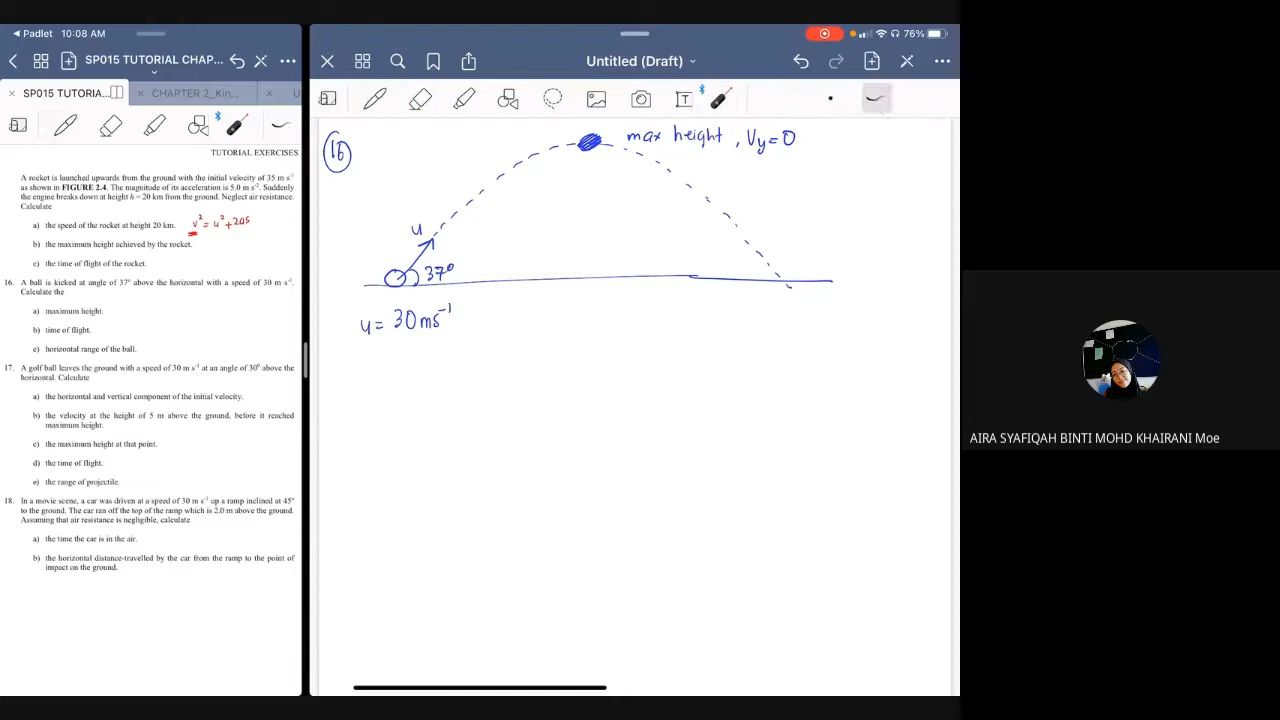 Padlet 10:08 AM
76%
SP015 TUTORIAL CHAP...
Untitled (Draft)
SP015 TUTORIA...
CHAPTER 2_Kin...
TUTORIAL EXERCISES
A rocket is launched upwards from the ground with the initial velocity of 35 m s⁻¹
as shown in FIGURE 2.4. The magnitude of its acceleration is 5.0 m s⁻². Suddenly
the engine breaks down at height h = 20 km from the ground. Neglect air resistance.
Calculate
a) the speed of the rocket at height 20 km. v² = u² + 2as
b) the maximum height achieved by the rocket.
c) the time of flight of the rocket.
16. A ball is kicked at angle of 37° above the horizontal with a speed of 30 m s⁻¹.
Calculate the
a) maximum height.
b) time of flight.
c) horizontal range of the ball.
17. A golf ball leaves the ground with a speed of 30 m s⁻¹ at an angle of 30⁰ above the
horizontal. Calculate
a) the horizontal and vertical component of the initial velocity.
b) the velocity at the height of 5 m above the ground, before it reached
maximum height.
c) the maximum height at that point.
d) the time of flight.
e) the range of projectile.
18. In a movie scene, a car was driven at a speed of 30 m s⁻¹ up a ramp inclined at 45°
to the ground. The car ran off the top of the ramp which is 2.0 m above the ground.
Assuming that air resistance is negligible, calculate
a) the time the car is in the air.
b) the horizontal distance-travelled by the car from the ramp to the point of
impact on the ground.
16
max height, Vy = 0
u
37°
u = 30 ms⁻¹
AIRA SYAFIQAH BINTI MOHD KHAIRANI Moe